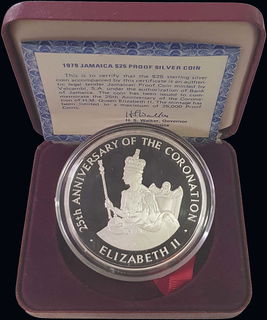 1978 JAMAICA $25 PROOF SILVER COIN
This is to certify that the $25 sterling silver
coin accompanied by this certificate is an authen-
tic legal tender Jamaican Proof Coin minted by
Valcambi, S.A. under the authorization of Bank
of Jamaica. The coin has been issued to com-
memorate the 25th Anniversary of the Corona-
tion of H.M. Queen Elizabeth II. The mintage has
been limited to a maximum of 25,000 Proof
Coins.
H. S. Walker, Governor
25th ANNIVERSARY OF THE CORONATION
• ELIZABETH II •